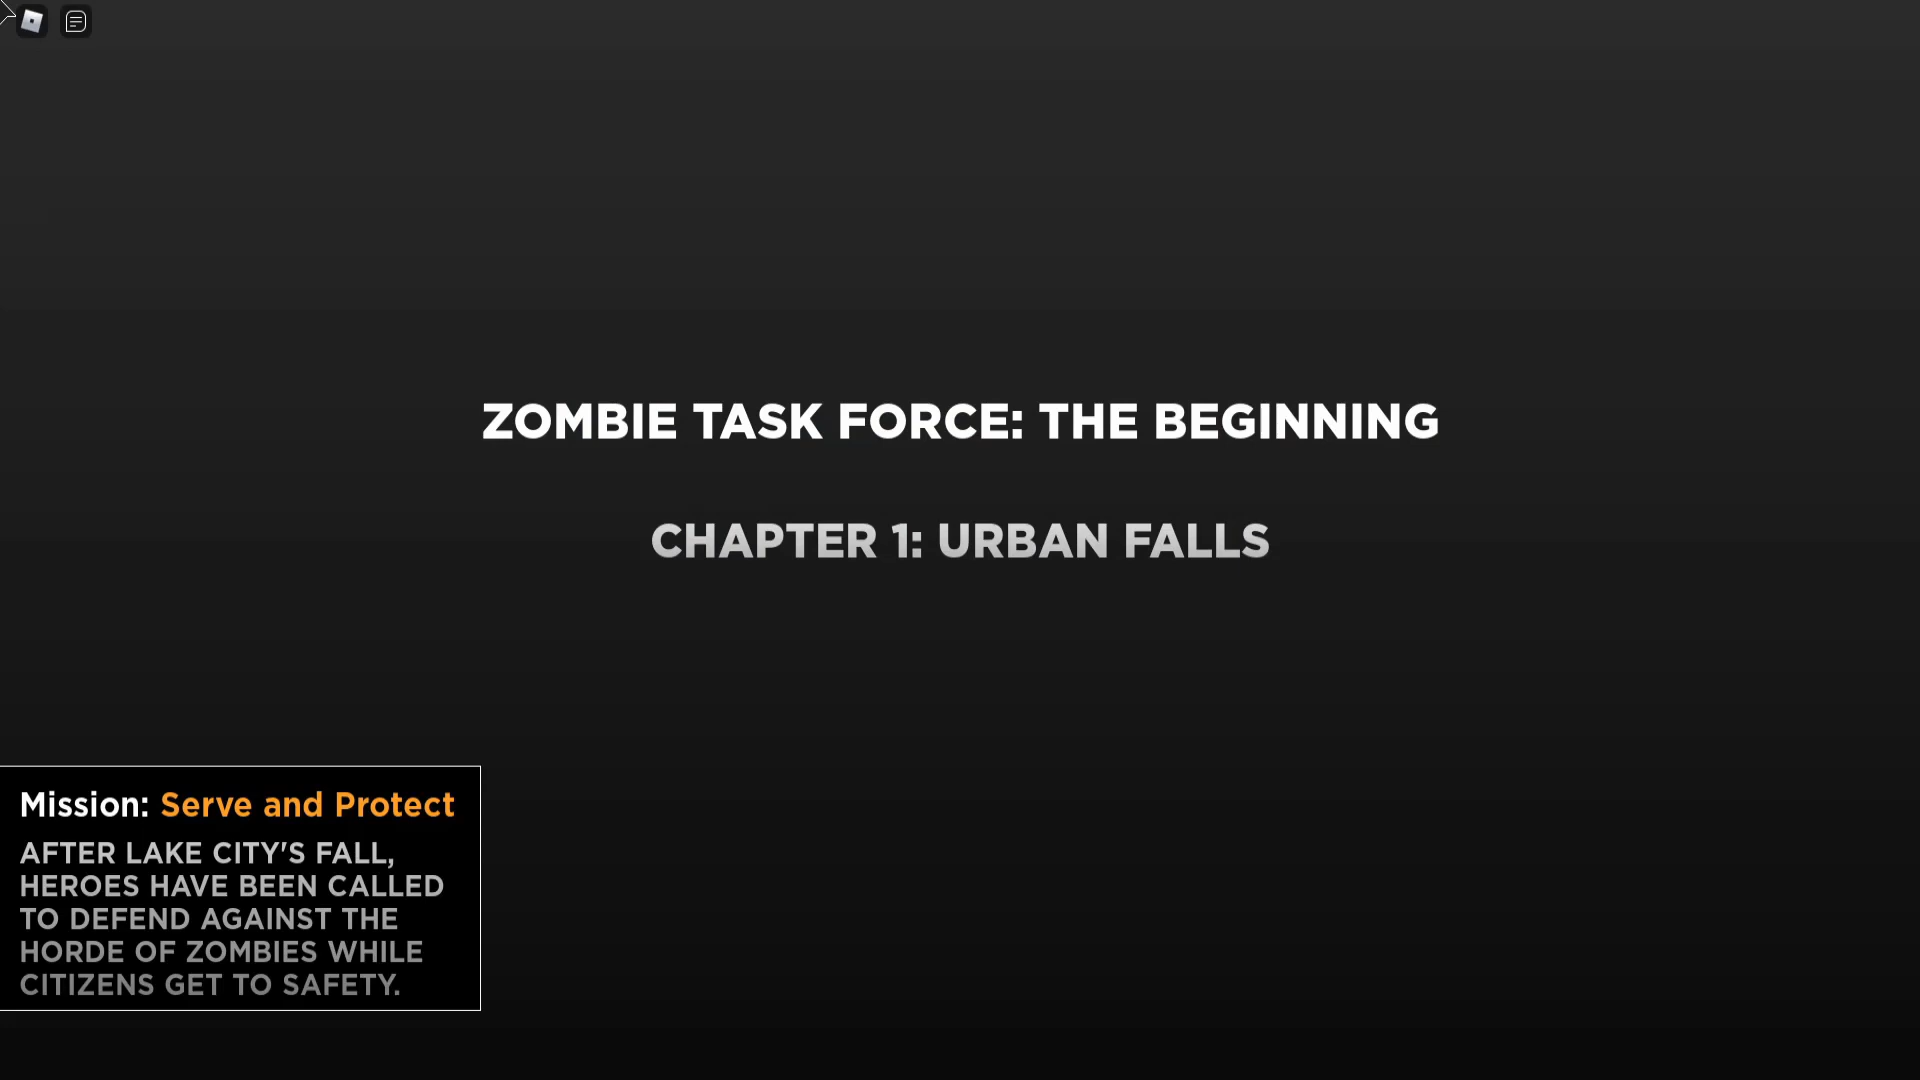 ZOMBIE TASK FORCE: THE BEGINNING
CHAPTER 1: URBAN FALLS
Mission: Serve and Protect
AFTER LAKE CITY'S FALL,
HEROES HAVE BEEN CALLED
TO DEFEND AGAINST THE
HORDE OF ZOMBIES WHILE
CITIZENS GET TO SAFETY.